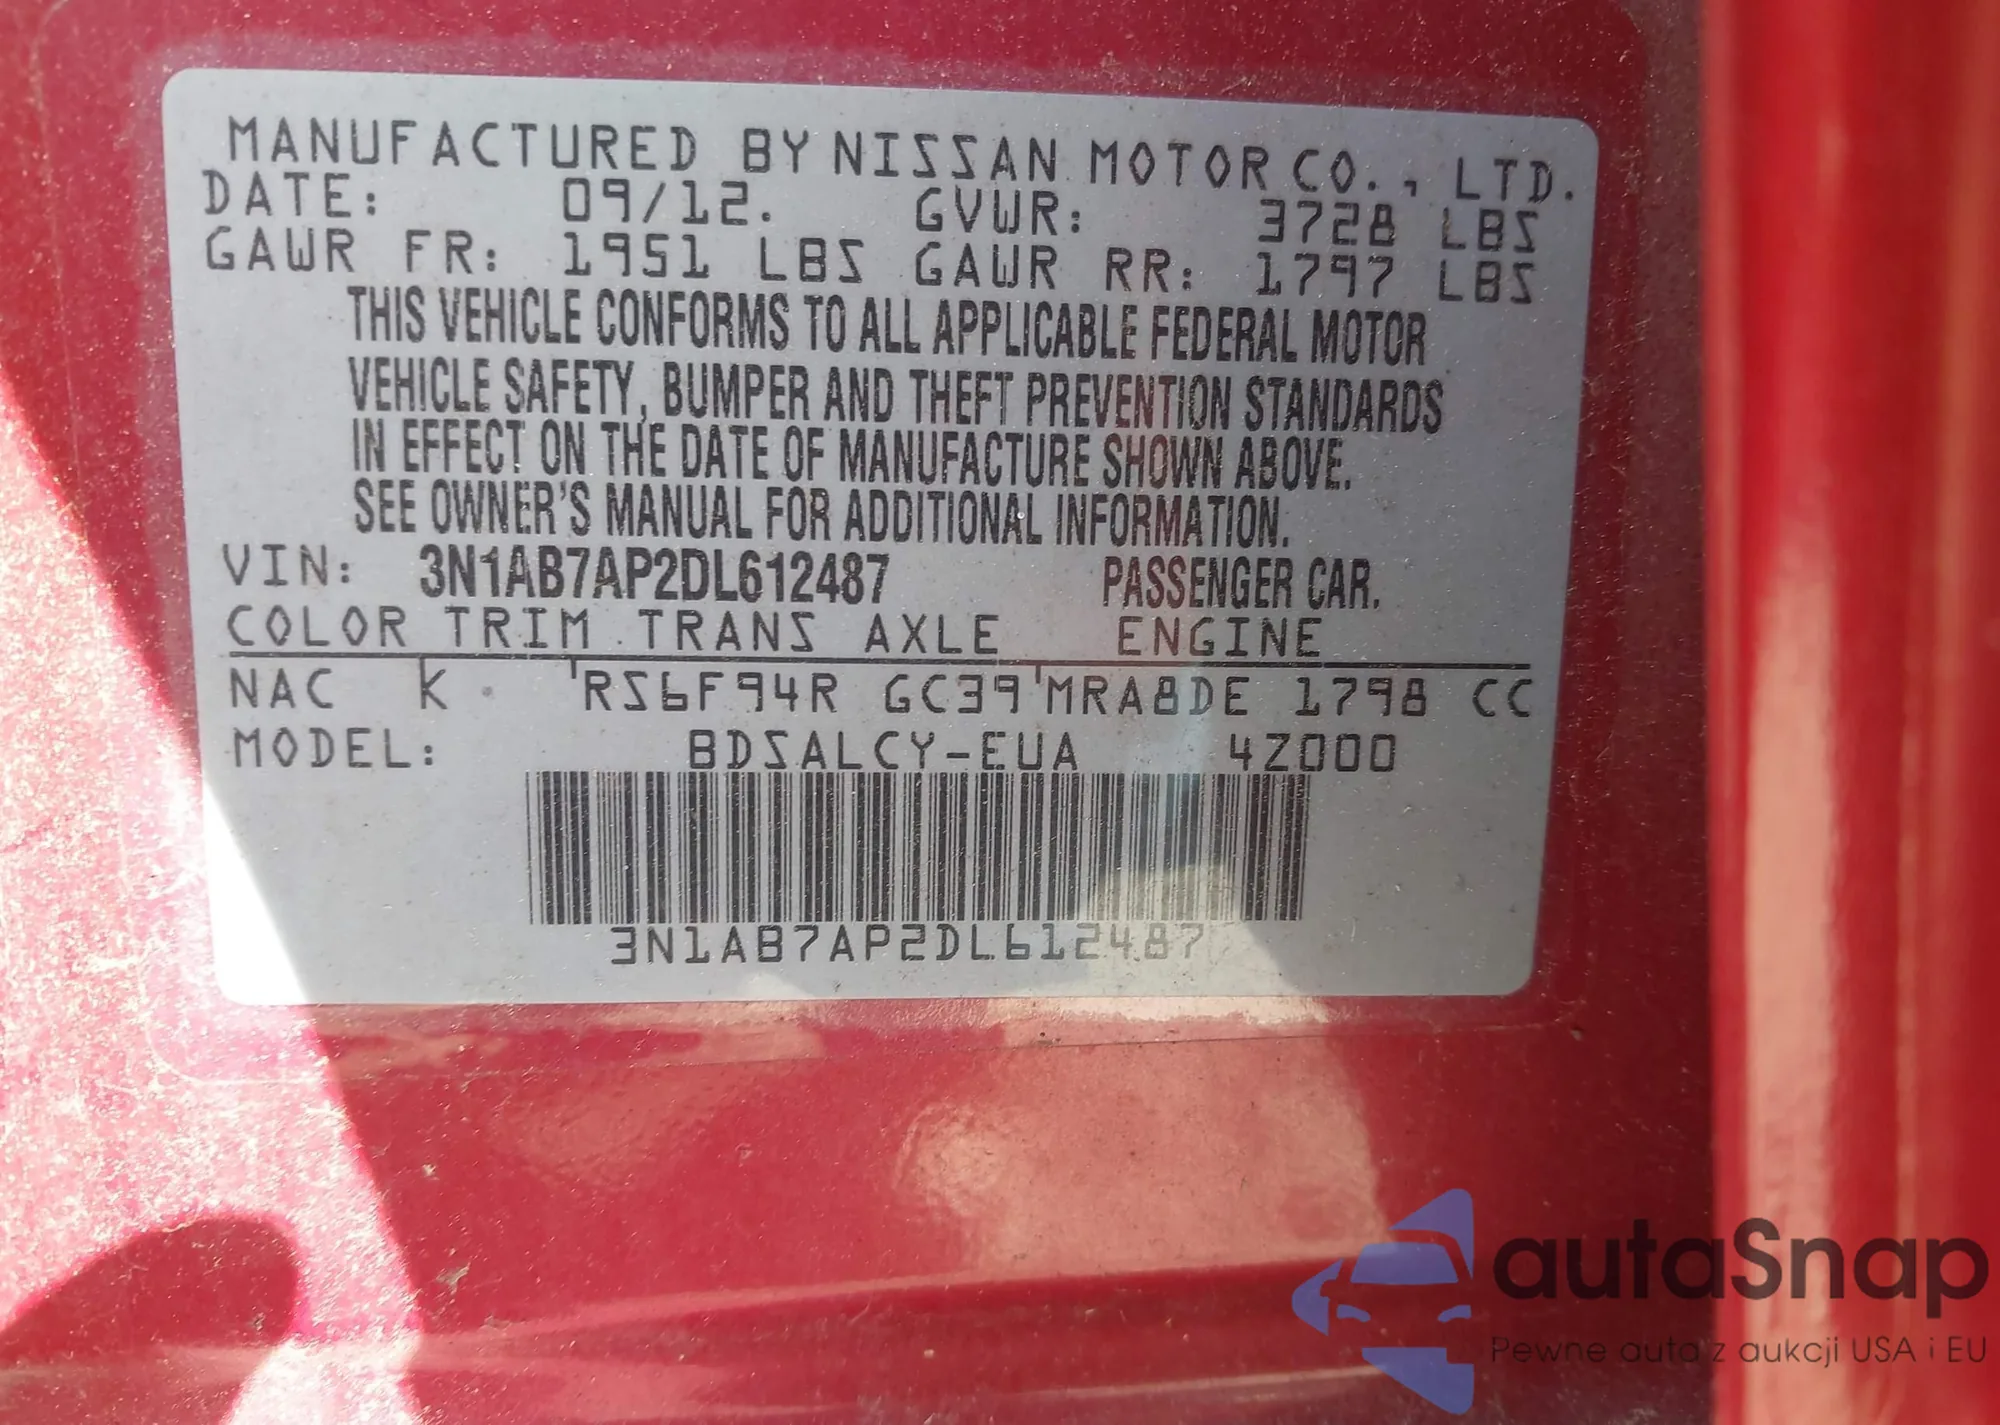 MANUFACTURED BY NISSAN MOTOR CO., LTD.
DATE: 09/12. GVWR: 3728 LBS
GAWR FR: 1951 LBS GAWR RR: 1797 LBS
THIS VEHICLE CONFORMS TO ALL APPLICABLE FEDERAL MOTOR
VEHICLE SAFETY, BUMPER AND THEFT PREVENTION STANDARDS
IN EFFECT ON THE DATE OF MANUFACTURE SHOWN ABOVE.
SEE OWNER'S MANUAL FOR ADDITIONAL INFORMATION.
VIN: 3N1AB7AP2DL612487 PASSENGER CAR.
COLOR TRIM TRANS AXLE ENGINE
NAC K RS6F94R GC39 MRA8DE 1798 CC
MODEL: BDSALCY-EUA 4Z000
3N1AB7AP2DL612487
autaSnap
Pewne auta z aukcji USA i EU